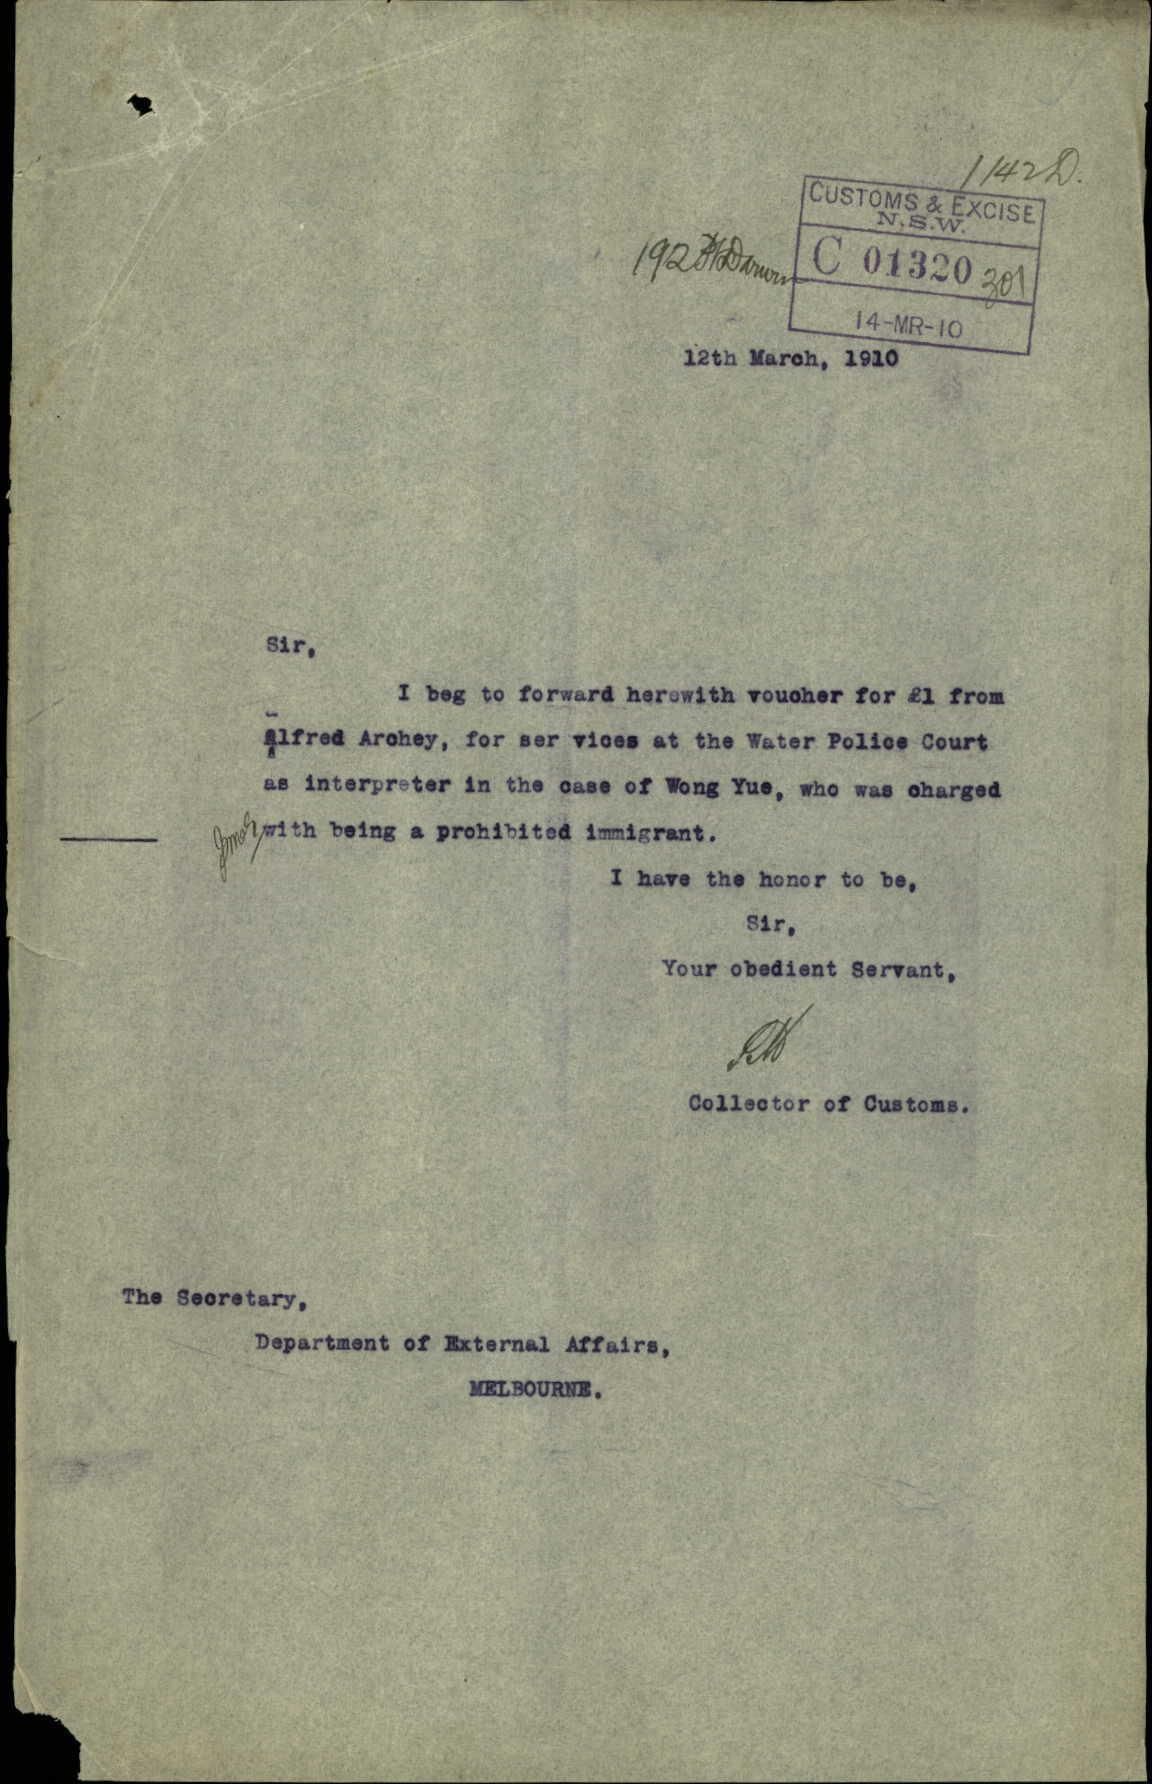 1142D.
CUSTOMS & EXCISE
N.S.W.
C 01320 301
14-MR-10
192
12th March, 1910
Sir,
I beg to forward herewith voucher for £1 from
Alfred Archey, for ser vices at the Water Police Court
as interpreter in the case of Wong Yue, who was charged
with being a prohibited immigrant.
I have the honor to be,
Sir,
Your obedient Servant,
Collector of Customs.
The Secretary,
Department of External Affairs,
MELBOURNE.